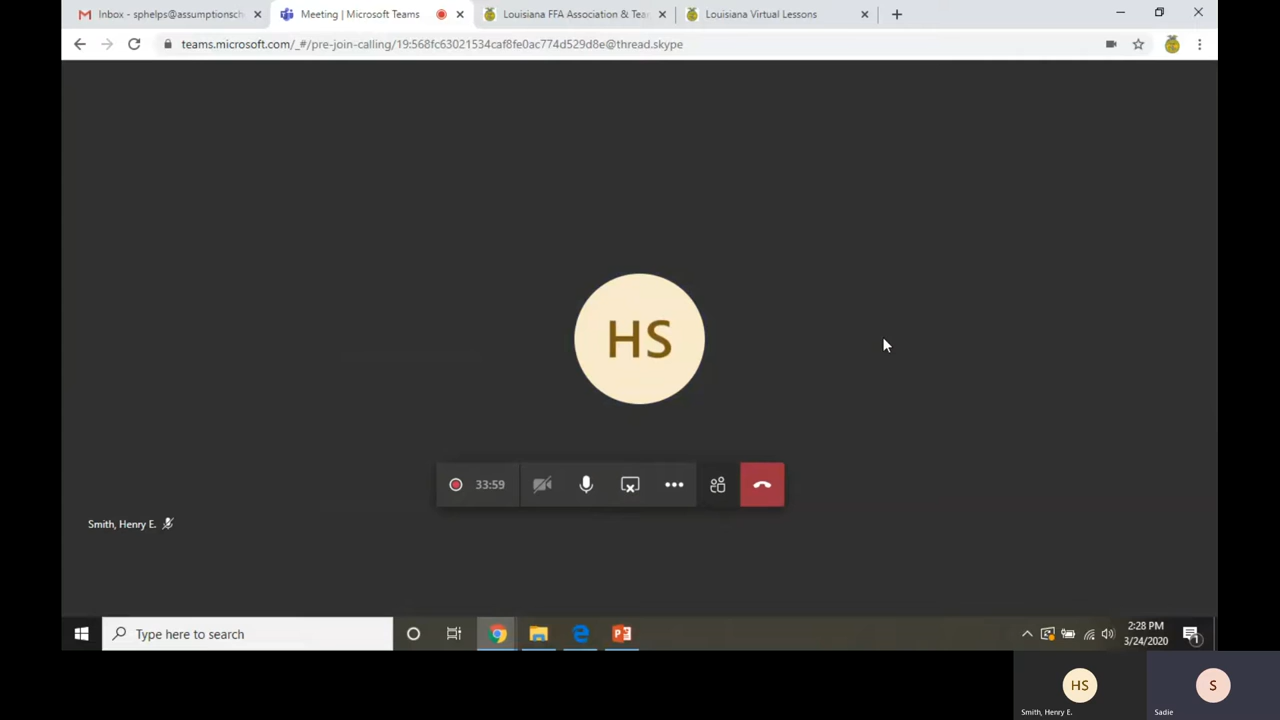 Inbox - sphelps@assumptionsch
Meeting | Microsoft Teams
Louisiana FFA Association & Tea
Louisiana Virtual Lessons
teams.microsoft.com/_#/pre-join-calling/19:568fc63021534caf8fe0ac774d529d8e@thread.skype
HS
33:59
Smith, Henry E.
Type here to search
2:28 PM
3/24/2020
1
HS
S
Smith, Henry E.
Sadie